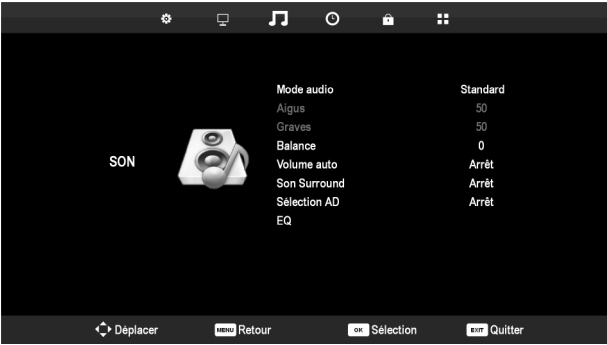 Mode audio Standard
Aigus 50
Graves 50
Balance 0
SON
Volume auto Arrêt
Son Surround Arrêt
Sélection AD Arrêt
EQ
Déplacer MENU Retour OK Sélection EXIT Quitter